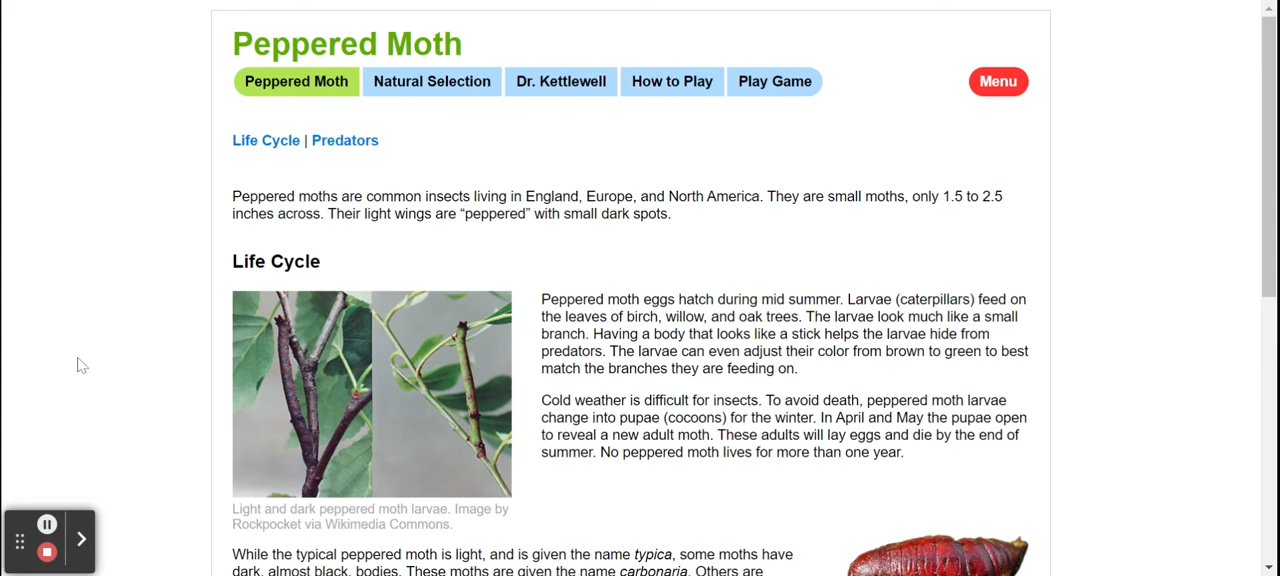 Peppered Moth
Peppered Moth Natural Selection Dr. Kettlewell How to Play Play Game Menu
Life Cycle | Predators
Peppered moths are common insects living in England, Europe, and North America. They are small moths, only 1.5 to 2.5
inches across. Their light wings are “peppered” with small dark spots.
Life Cycle
Peppered moth eggs hatch during mid summer. Larvae (caterpillars) feed on
the leaves of birch, willow, and oak trees. The larvae look much like a small
branch. Having a body that looks like a stick helps the larvae hide from
predators. The larvae can even adjust their color from brown to green to best
match the branches they are feeding on.
Cold weather is difficult for insects. To avoid death, peppered moth larvae
change into pupae (cocoons) for the winter. In April and May the pupae open
to reveal a new adult moth. These adults will lay eggs and die by the end of
summer. No peppered moth lives for more than one year.
Light and dark peppered moth larvae. Image by
Rockpocket via Wikimedia Commons.
While the typical peppered moth is light, and is given the name typica, some moths have
dark, almost black, bodies. These moths are given the name carbonaria. Others are